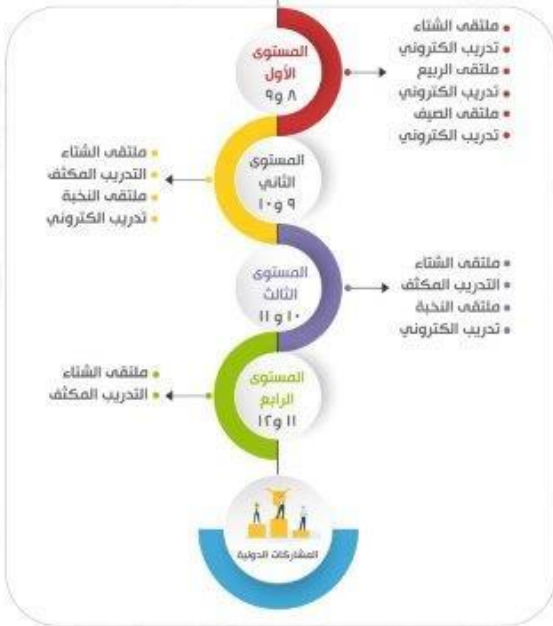 المستوى
الأول
٨ و٩
ملتقى الشتاء
تدريب الكتروني
ملتقى الربيع
تدريب الكتروني
ملتقى الصيف
تدريب الكتروني
المستوى
الثاني
٩ و١٠
ملتقى الشتاء
التدريب المكثف
ملتقى النخبة
تدريب الكتروني
المستوى
الثالث
١٠ و١١
ملتقى الشتاء
التدريب المكثف
ملتقى النخبة
تدريب الكتروني
المستوى
الرابع
١١ و١٢
ملتقى الشتاء
التدريب المكثف
المشاركات الدولية